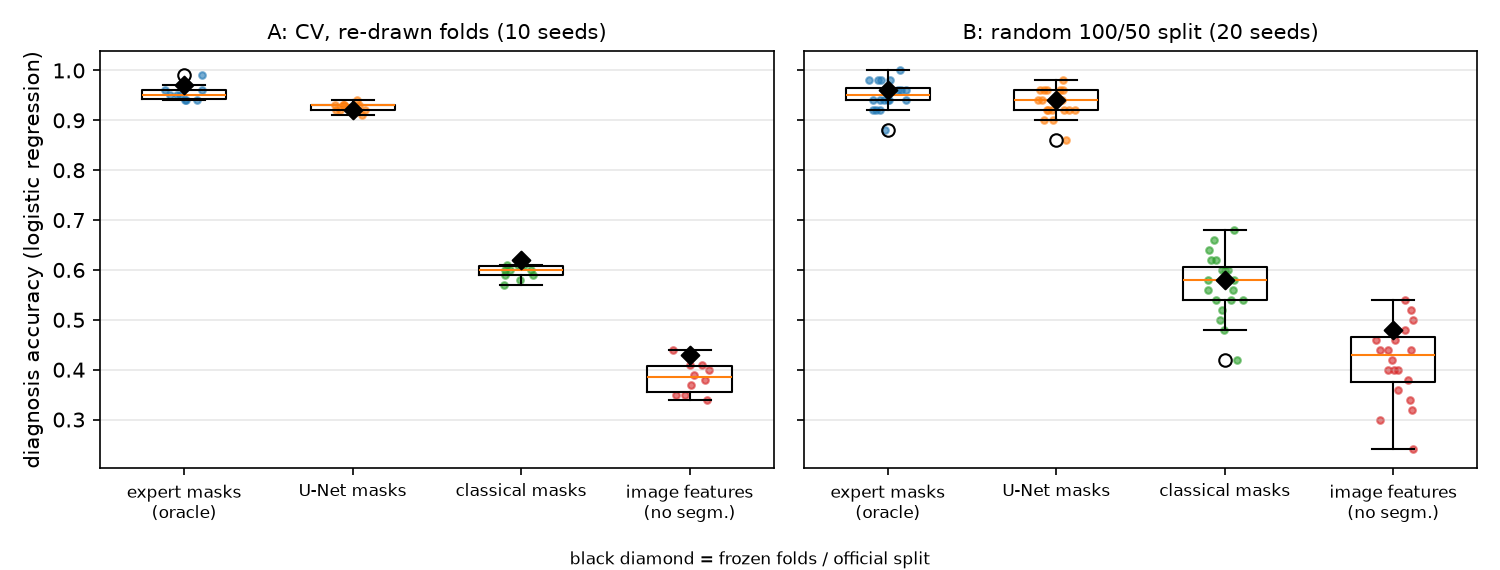 A: CV, re-drawn folds (10 seeds)
B: random 100/50 split (20 seeds)
diagnosis accuracy (logistic regression)
1.0
0.9
0.8
0.7
0.6
0.5
0.4
0.3
expert masks
(oracle)
U-Net masks
classical masks
image features
(no segm.)
expert masks
(oracle)
U-Net masks
classical masks
image features
(no segm.)
black diamond = frozen folds / official split